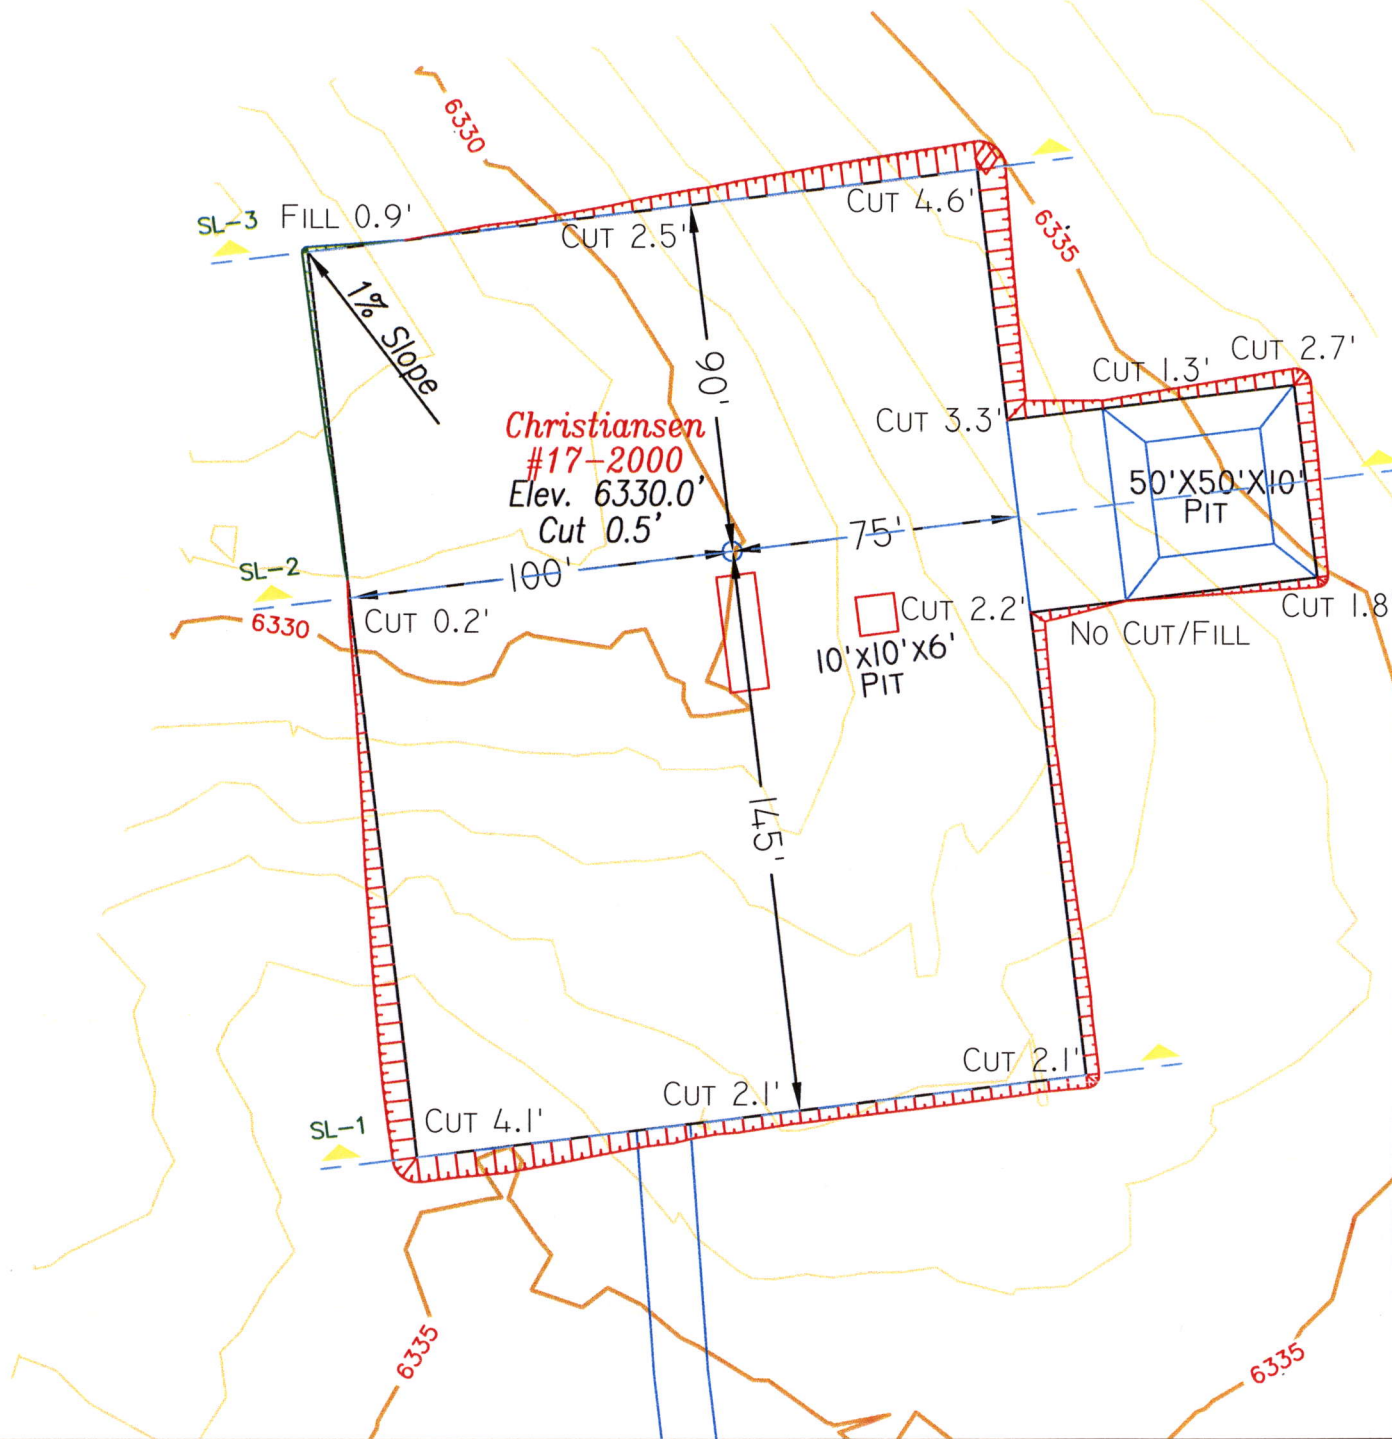 6330
SL-3
FILL 0.9'
CUT 2.5'
CUT 4.6'
6335
1% Slope
90'
CUT 1.3'
CUT 2.7'
CUT 3.3'
Christiansen
#17-2000
Elev. 6330.0'
Cut 0.5'
50'X50'X10'
PIT
75'
100'
SL-2
6330
CUT 0.2'
CUT 2.2'
10'X10'X6'
PIT
CUT 1.8
NO CUT/FILL
145'
CUT 2.1'
CUT 2.1'
SL-1
CUT 4.1'
6335
6335